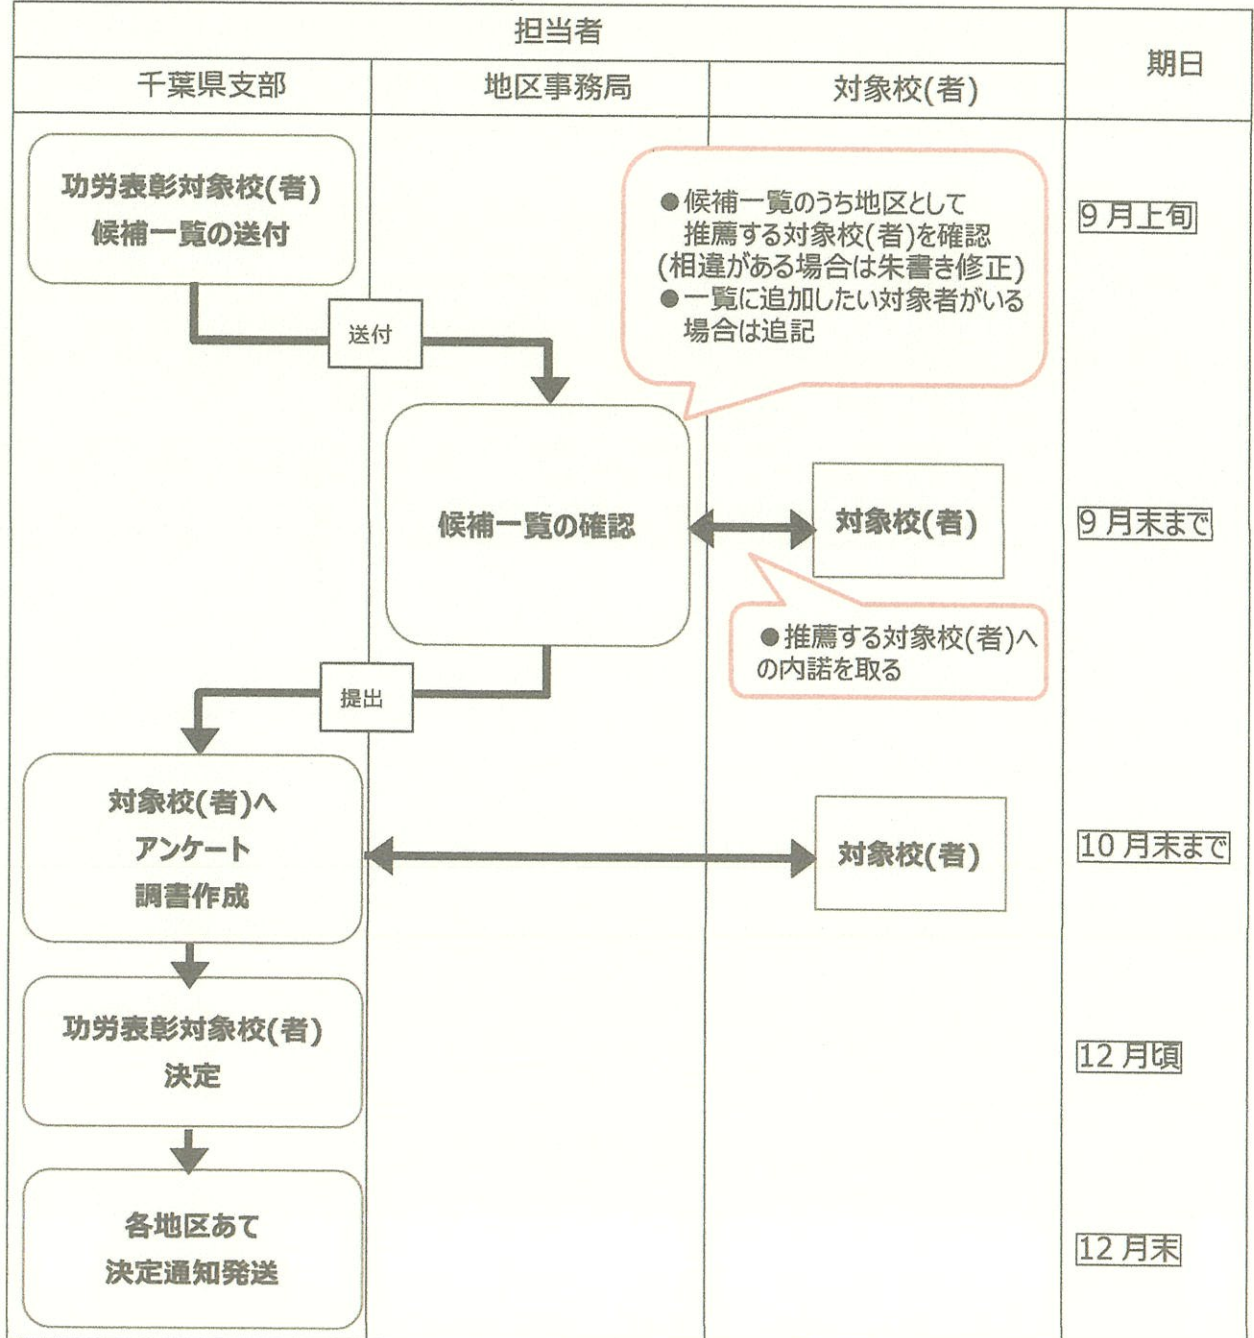 担当者
期日
千葉県支部
地区事務局
対象校(者)
功労表彰対象校(者)
候補一覧の送付
●候補一覧のうち地区として
推薦する対象校(者)を確認
(相違がある場合は朱書き修正)
●一覧に追加したい対象者がいる
場合は追記
9月上旬
送付
候補一覧の確認
対象校(者)
9月末まで
●推薦する対象校(者)へ
の内諾を取る
提出
対象校(者)へ
アンケート
調書作成
対象校(者)
10月末まで
功労表彰対象校(者)
決定
12月頃
各地区あて
決定通知発送
12月末